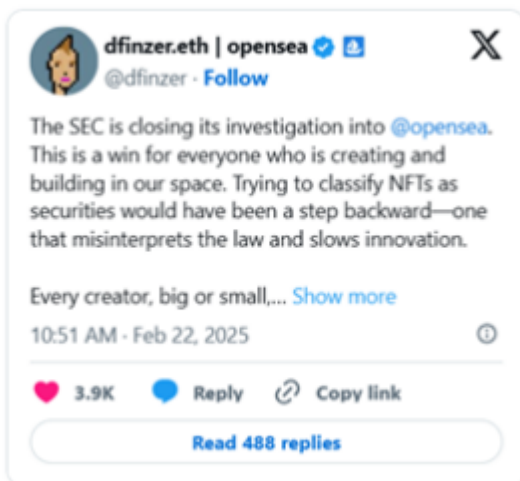 dfinzer.eth | opensea
@dfinzer · Follow
The SEC is closing its investigation into @opensea.
This is a win for everyone who is creating and
building in our space. Trying to classify NFTs as
securities would have been a step backward—one
that misinterprets the law and slows innovation.
Every creator, big or small,... Show more
10:51 AM · Feb 22, 2025
3.9K Reply Copy link
Read 488 replies